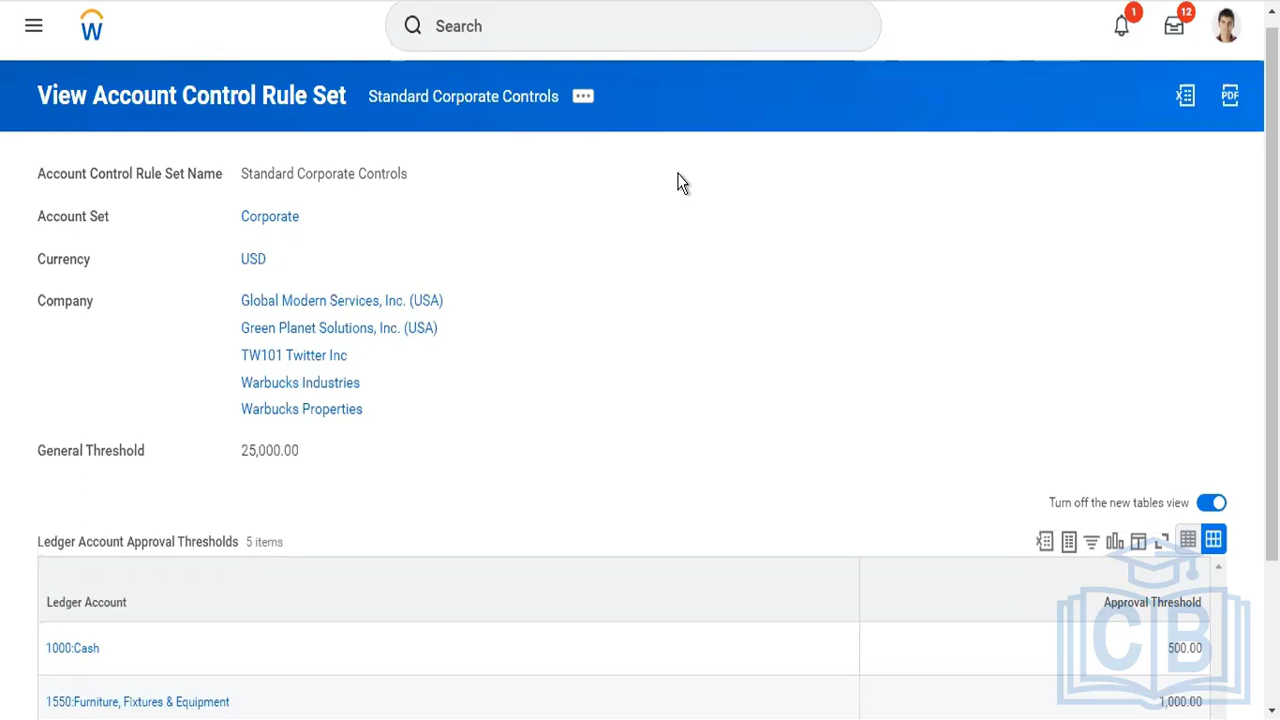 Search
1
12
View Account Control Rule Set Standard Corporate Controls
PDF
Account Control Rule Set Name Standard Corporate Controls
Account Set Corporate
Currency USD
Company Global Modern Services, Inc. (USA)
Green Planet Solutions, Inc. (USA)
TW101 Twitter Inc
Warbucks Industries
Warbucks Properties
General Threshold 25,000.00
Turn off the new tables view
Ledger Account Approval Thresholds 5 items
Ledger Account Approval Threshold
1000:Cash 500.00
1550:Furniture, Fixtures & Equipment 1,000.00
CB